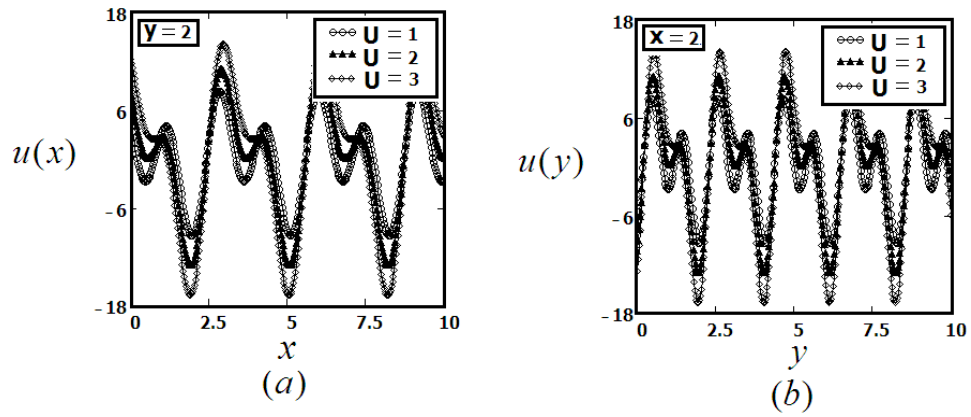 18
6
-6
-18
u(x)
y = 2
U = 1
U = 2
U = 3
0 2.5 5 7.5 10
x
(a)
18
6
-6
-18
u(y)
x = 2
U = 1
U = 2
U = 3
0 2.5 5 7.5 10
y
(b)